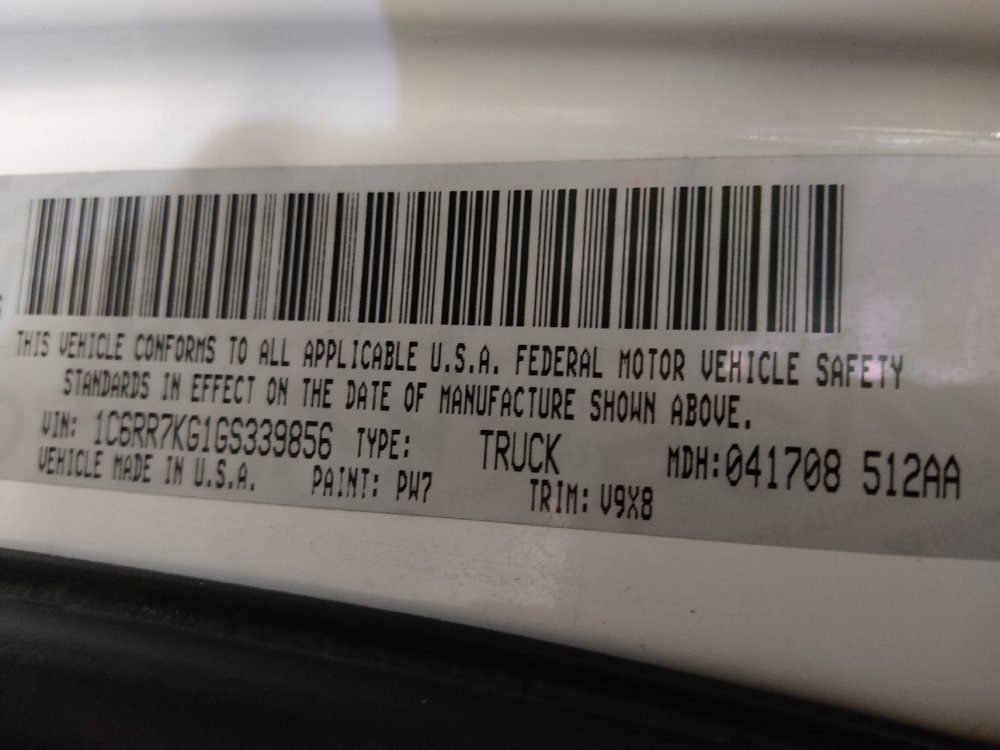 THIS VEHICLE CONFORMS TO ALL APPLICABLE U.S.A. FEDERAL MOTOR VEHICLE SAFETY
STANDARDS IN EFFECT ON THE DATE OF MANUFACTURE SHOWN ABOVE.
VIN: 1C6RR7KG1GS339856 TYPE: TRUCK MDH:041708 512AA
VEHICLE MADE IN U.S.A. PAINT: PW7 TRIM: V9X8